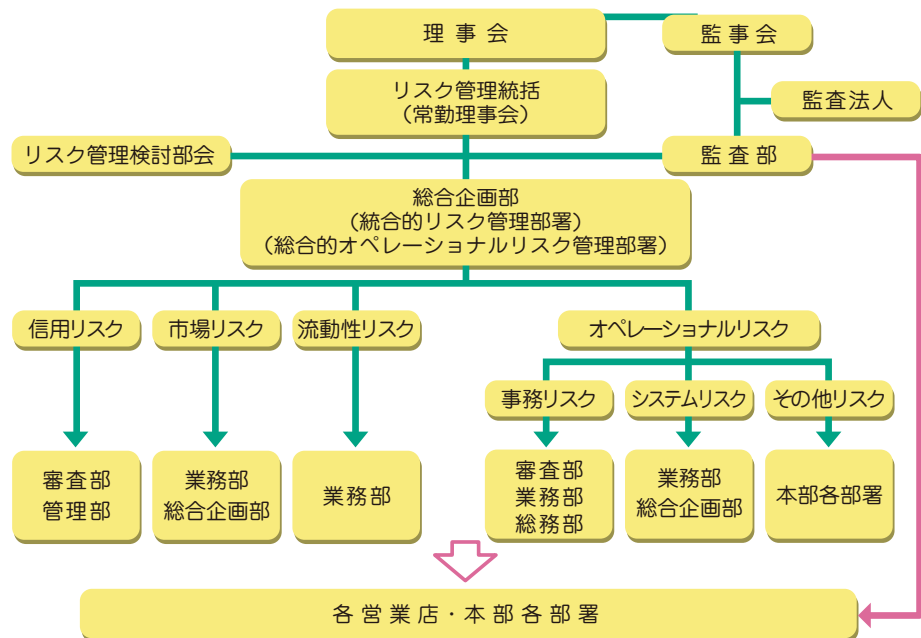 理事会
監事会
リスク管理統括
（常勤理事会）
監査法人
リスク管理検討部会
監査部
総合企画部
（統合的リスク管理部署）
（総合的オペレーショナルリスク管理部署）
信用リスク
市場リスク
流動性リスク
オペレーショナルリスク
事務リスク
システムリスク
その他リスク
審査部
管理部
業務部
総合企画部
業務部
審査部
業務部
総務部
業務部
総合企画部
本部各部署
各営業店・本部各部署